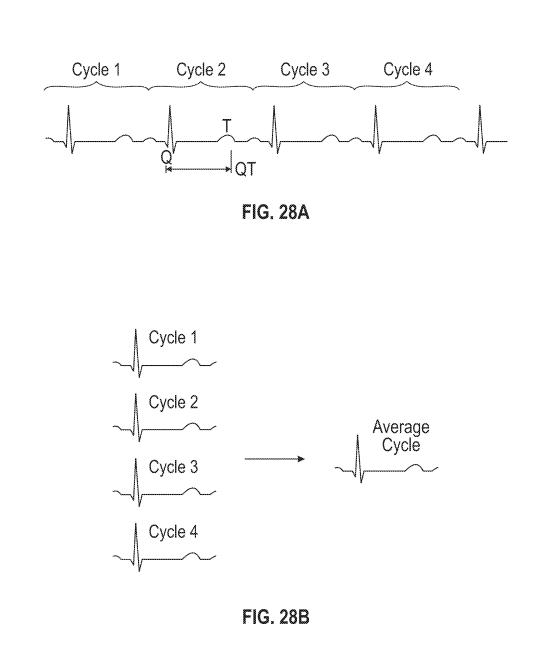 Cycle 1 Cycle 2 Cycle 3 Cycle 4
T
Q
QT
FIG. 28A
Cycle 1
Cycle 2
Cycle 3
Cycle 4
Average
Cycle
FIG. 28B